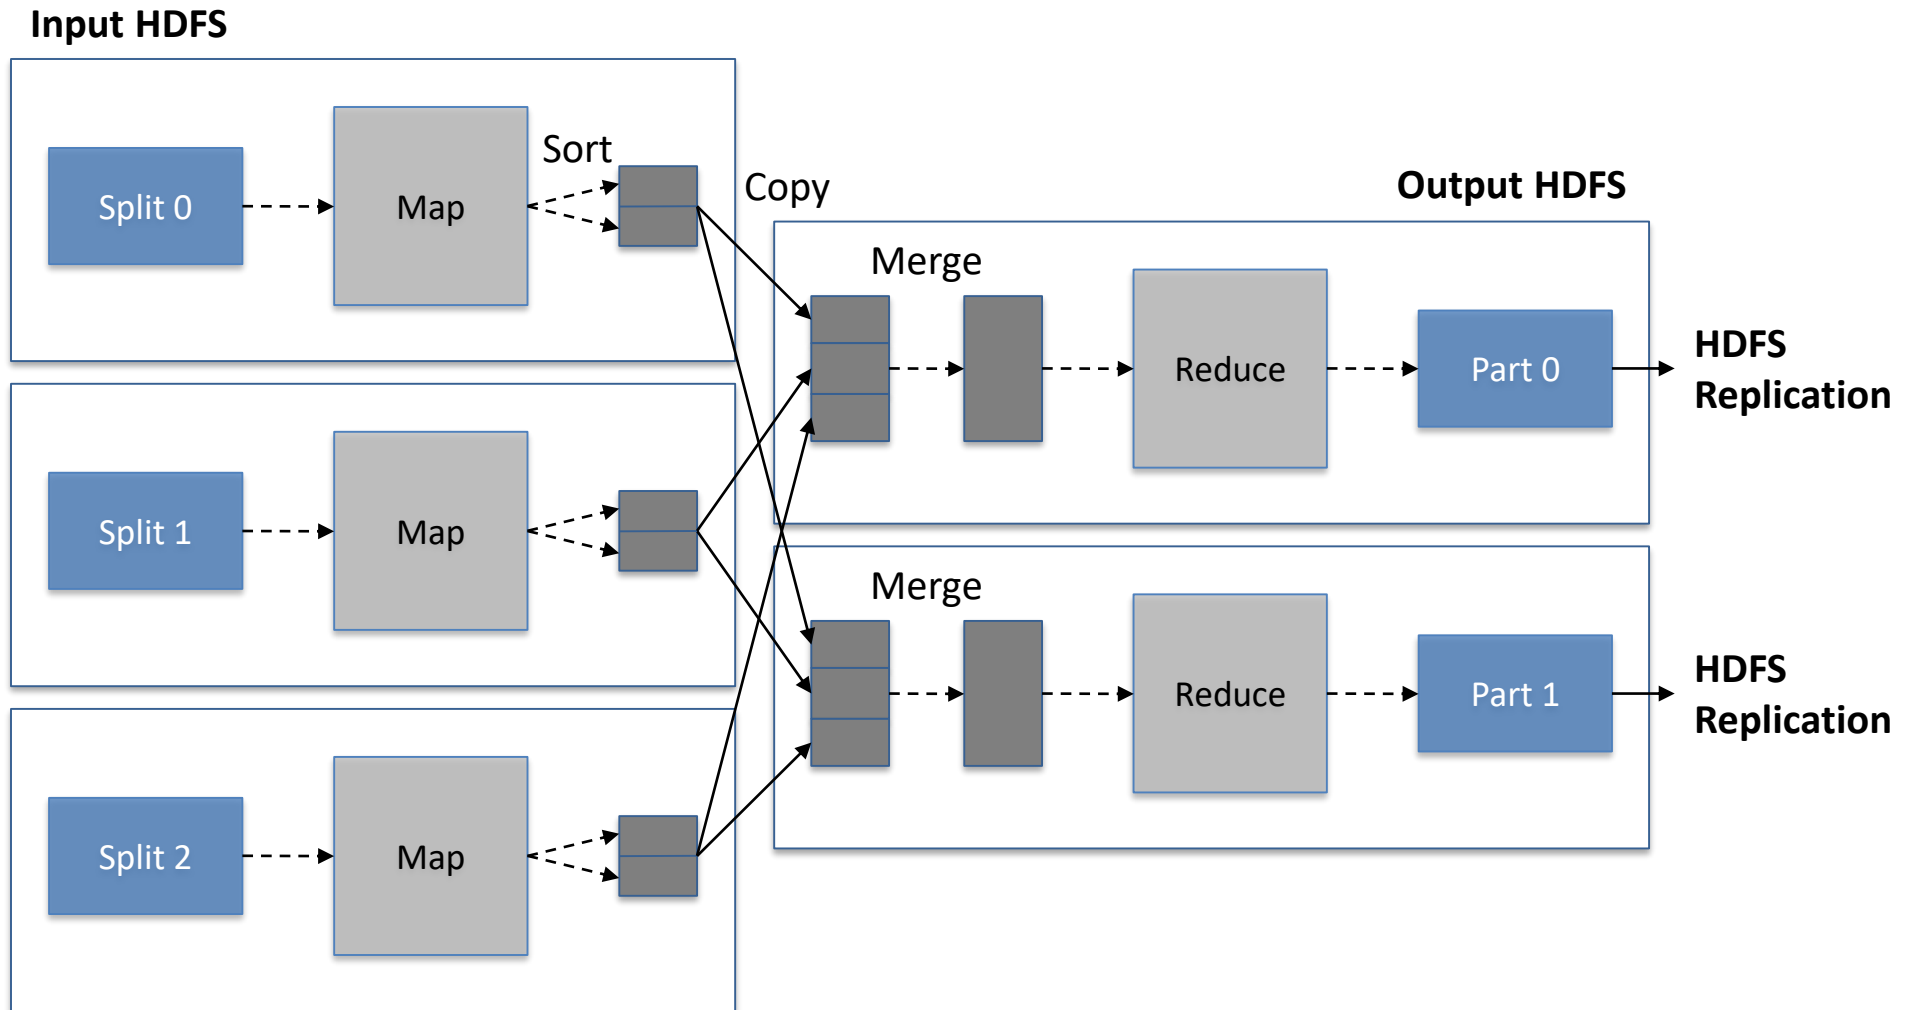 Input HDFS
Split 0
Map
Sort
Copy
Split 1
Map
Split 2
Map
Output HDFS
Merge
Reduce
Part 0
HDFS
Replication
Merge
Reduce
Part 1
HDFS
Replication